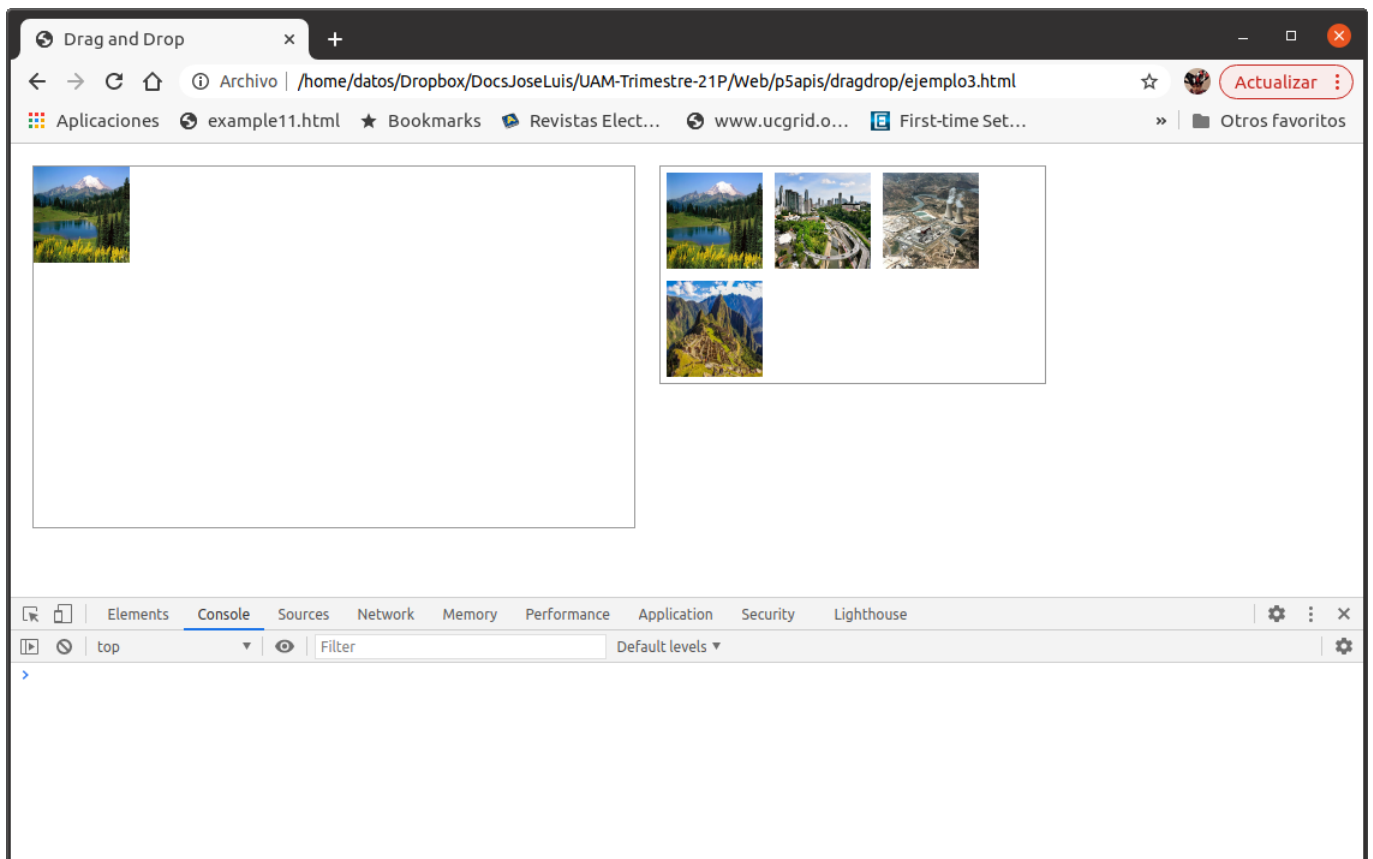 Drag and Drop
Archivo /home/datos/Dropbox/DocsJoseLuis/UAM-Trimestre-21P/Web/p5apis/dragdrop/ejemplo3.html Actualizar
Aplicaciones example11.html Bookmarks Revistas Elect... www.ucgrid.o... First-time Set... » Otros favoritos
Elements Console Sources Network Memory Performance Application Security Lighthouse
top Filter Default levels